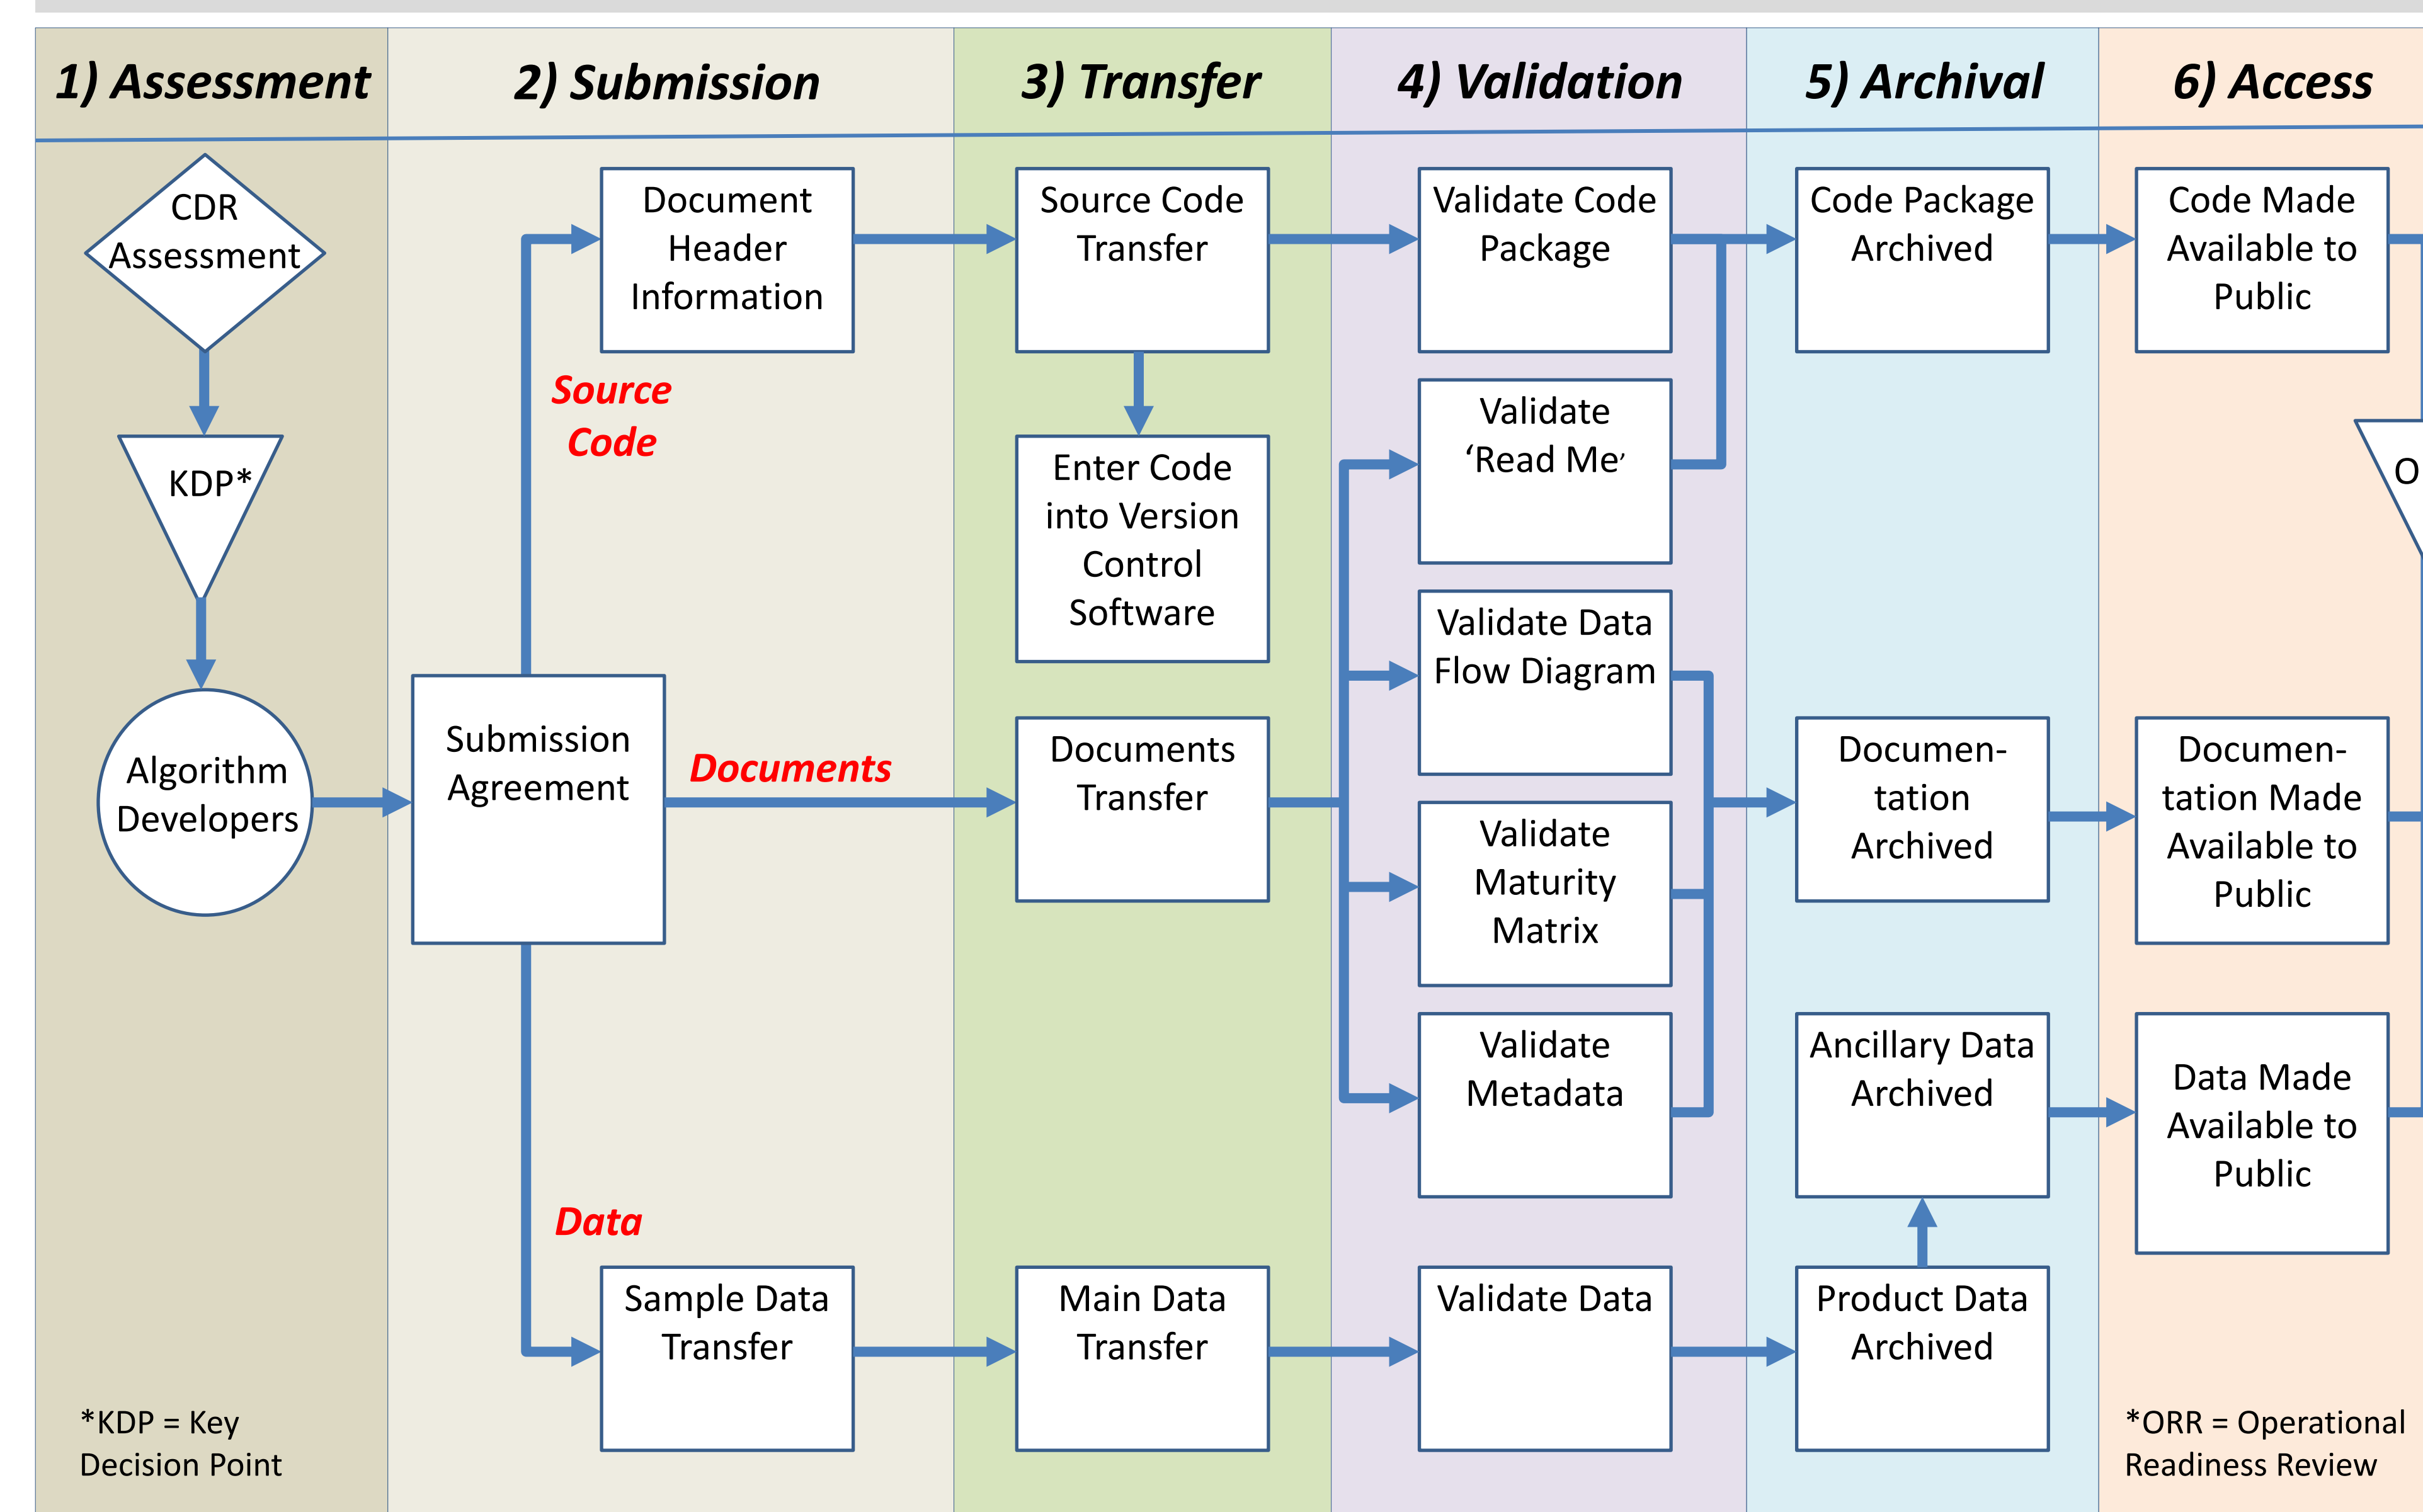 1) Assessment
2) Submission
3) Transfer
4) Validation
5) Archival
6) Access
CDR
Assessment
KDP*
Algorithm
Developers
*KDP = Key
Decision Point
Document
Header
Information
Source
Code
Submission
Agreement
Documents
Data
Sample Data
Transfer
Source Code
Transfer
Enter Code
into Version
Control
Software
Documents
Transfer
Main Data
Transfer
Validate Code
Package
Validate
‘Read Me’
Validate Data
Flow Diagram
Validate
Maturity
Matrix
Validate
Metadata
Validate Data
Code Package
Archived
Documen-
tation
Archived
Ancillary Data
Archived
Product Data
Archived
Code Made
Available to
Public
Documen-
tation Made
Available to
Public
Data Made
Available to
Public
*ORR = Operational
Readiness Review